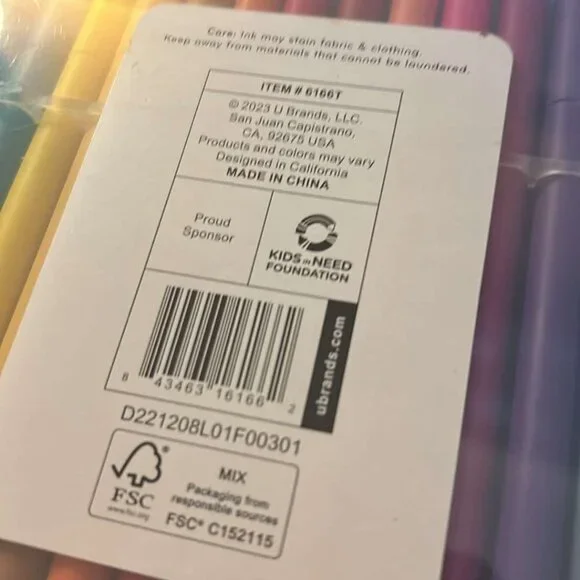 Care: Ink may stain fabric & clothing.
Keep away from materials that cannot be laundered.
ITEM # 6166T
© 2023 U Brands, LLC.
San Juan Capistrano,
CA, 92675 USA
Products and colors may vary
Designed in California
MADE IN CHINA
Proud
Sponsor
KIDS IN NEED
FOUNDATION
ubrands.com
8 43463 16166 2
D221208L01F00301
FSC
www.fsc.org
MIX
Packaging from
responsible sources
FSC® C152115